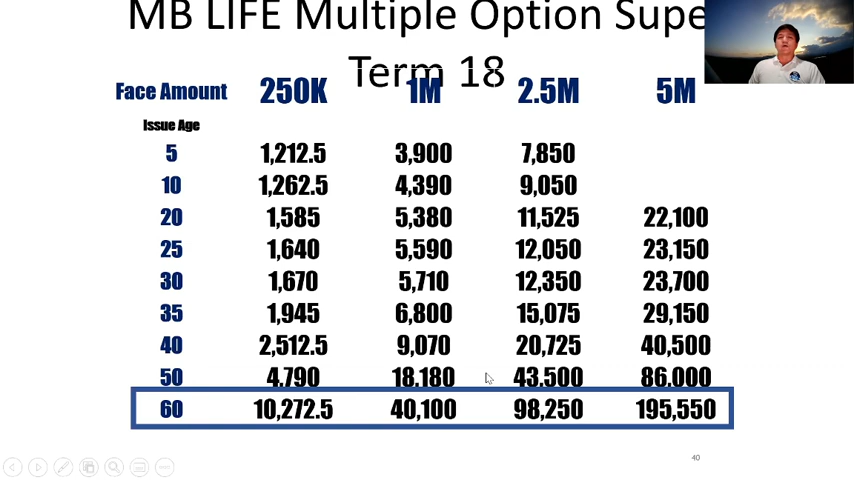 MB LIFE Multiple Option Supe
Term 18
Face Amount 250K 1M 2.5M 5M
Issue Age
5 1,212.5 3,900 7,850
10 1,262.5 4,390 9,050
20 1,585 5,380 11,525 22,100
25 1,640 5,590 12,050 23,150
30 1,670 5,710 12,350 23,700
35 1,945 6,800 15,075 29,150
40 2,512.5 9,070 20,725 40,500
50 4,790 18,180 43,500 86,000
60 10,272.5 40,100 98,250 195,550
40